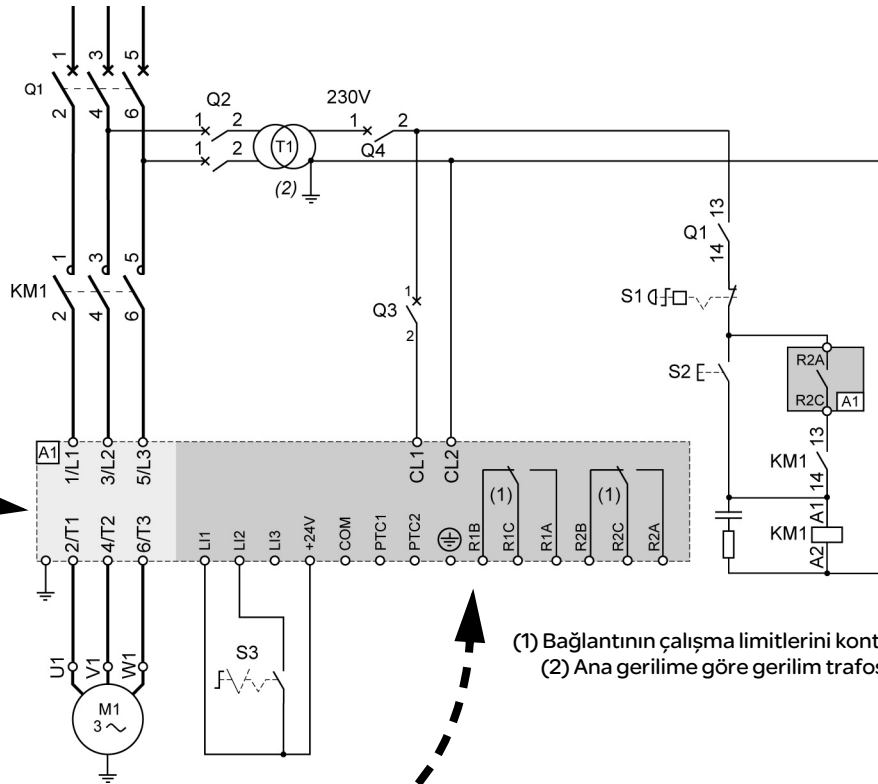 1 3 5
Q1
2 4 6
Q2
1 2
1 2
T1
(2)
230V
1 2
Q4
13
Q1
14
1 3 5
KM1
2 4 6
1
Q3
2
S1
S2
R2A
R2C A1
13
KM1
14
A1
KM1
A2
A1
1/L1 3/L2 5/L3
CL1 CL2
2/T1 4/T2 6/T3
LI1 LI2 LI3 +24V COM PTC1 PTC2 R1B R1C R1A R2B R2C R2A
(1) (1)
S3
U1 V1 W1
M1
3 ~
(1) Bağlantının çalışma limitlerini kont
(2) Ana gerilime göre gerilim trafos